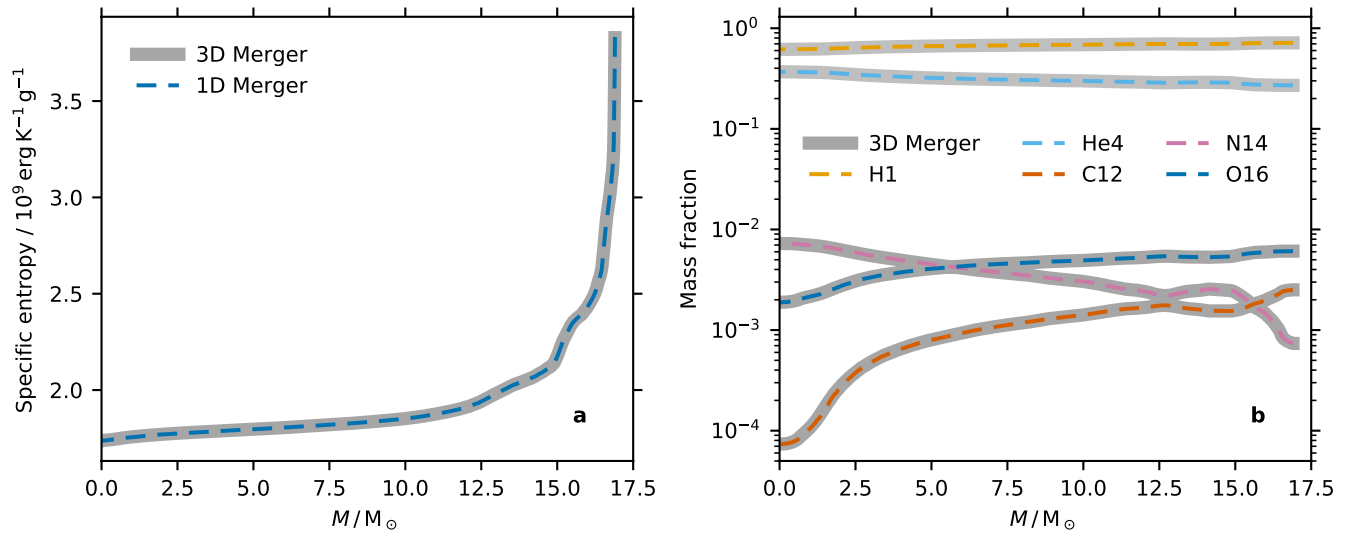 Specific entropy / 10⁹ erg K⁻¹ g⁻¹
3.5
3.0
2.5
2.0
3D Merger
1D Merger
a
0.0 2.5 5.0 7.5 10.0 12.5 15.0 17.5
M / M⊙
Mass fraction
10⁰
10⁻¹
10⁻²
10⁻³
10⁻⁴
3D Merger He4 N14
H1 C12 O16
b
0.0 2.5 5.0 7.5 10.0 12.5 15.0 17.5
M / M⊙